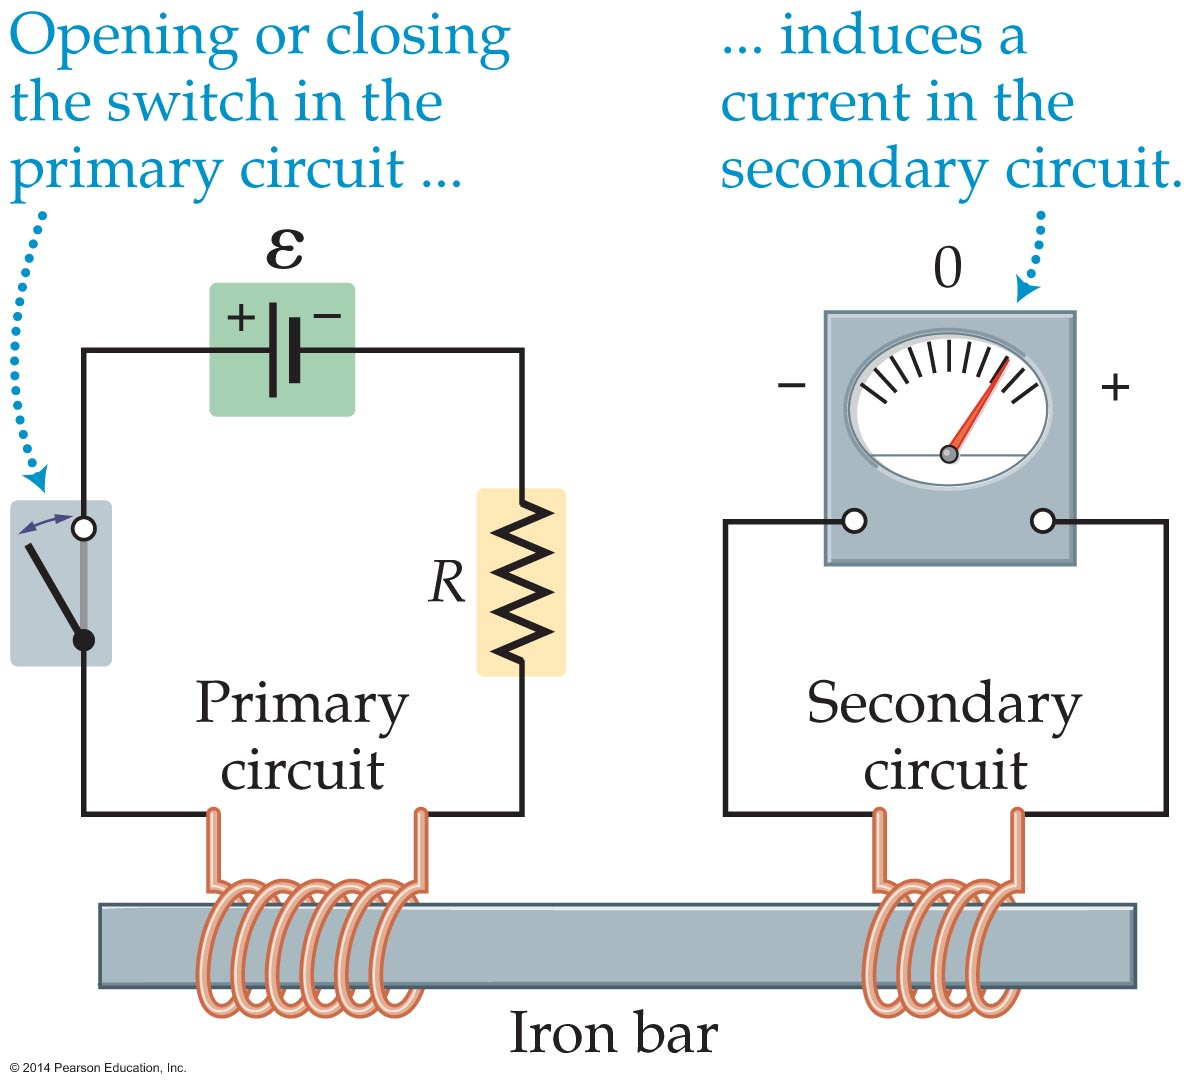 Opening or closing
the switch in the
primary circuit ...
... induces a
current in the
secondary circuit.
ε
+ −
0
− +
R
Primary
circuit
Secondary
circuit
Iron bar
© 2014 Pearson Education, Inc.